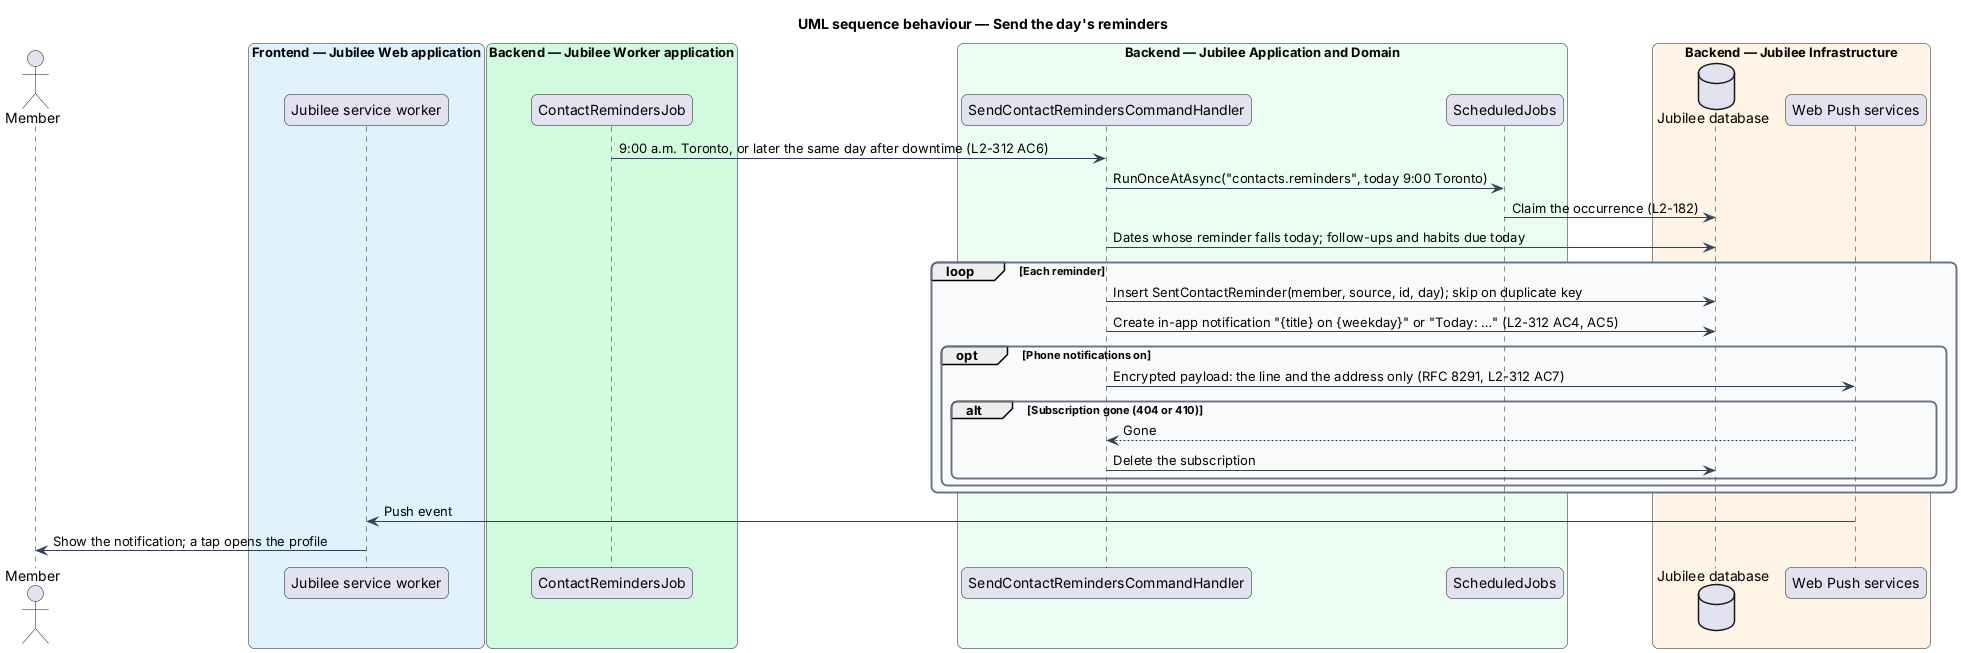 UML sequence behaviour — Send the day's reminders
Frontend — Jubilee Web application
Backend — Jubilee Worker application
Backend — Jubilee Application and Domain
Backend — Jubilee Infrastructure
Member
Jubilee service worker
ContactRemindersJob
SendContactRemindersCommandHandler
ScheduledJobs
Jubilee database
Web Push services
9:00 a.m. Toronto, or later the same day after downtime (L2-312 AC6)
RunOnceAtAsync("contacts.reminders", today 9:00 Toronto)
Claim the occurrence (L2-182)
Dates whose reminder falls today; follow-ups and habits due today
loop [Each reminder]
Insert SentContactReminder(member, source, id, day); skip on duplicate key
Create in-app notification "{title} on {weekday}" or "Today: ..." (L2-312 AC4, AC5)
opt [Phone notifications on]
Encrypted payload: the line and the address only (RFC 8291, L2-312 AC7)
alt [Subscription gone (404 or 410)]
Gone
Delete the subscription
Push event
Show the notification; a tap opens the profile
Member
Jubilee service worker
ContactRemindersJob
SendContactRemindersCommandHandler
ScheduledJobs
Jubilee database
Web Push services